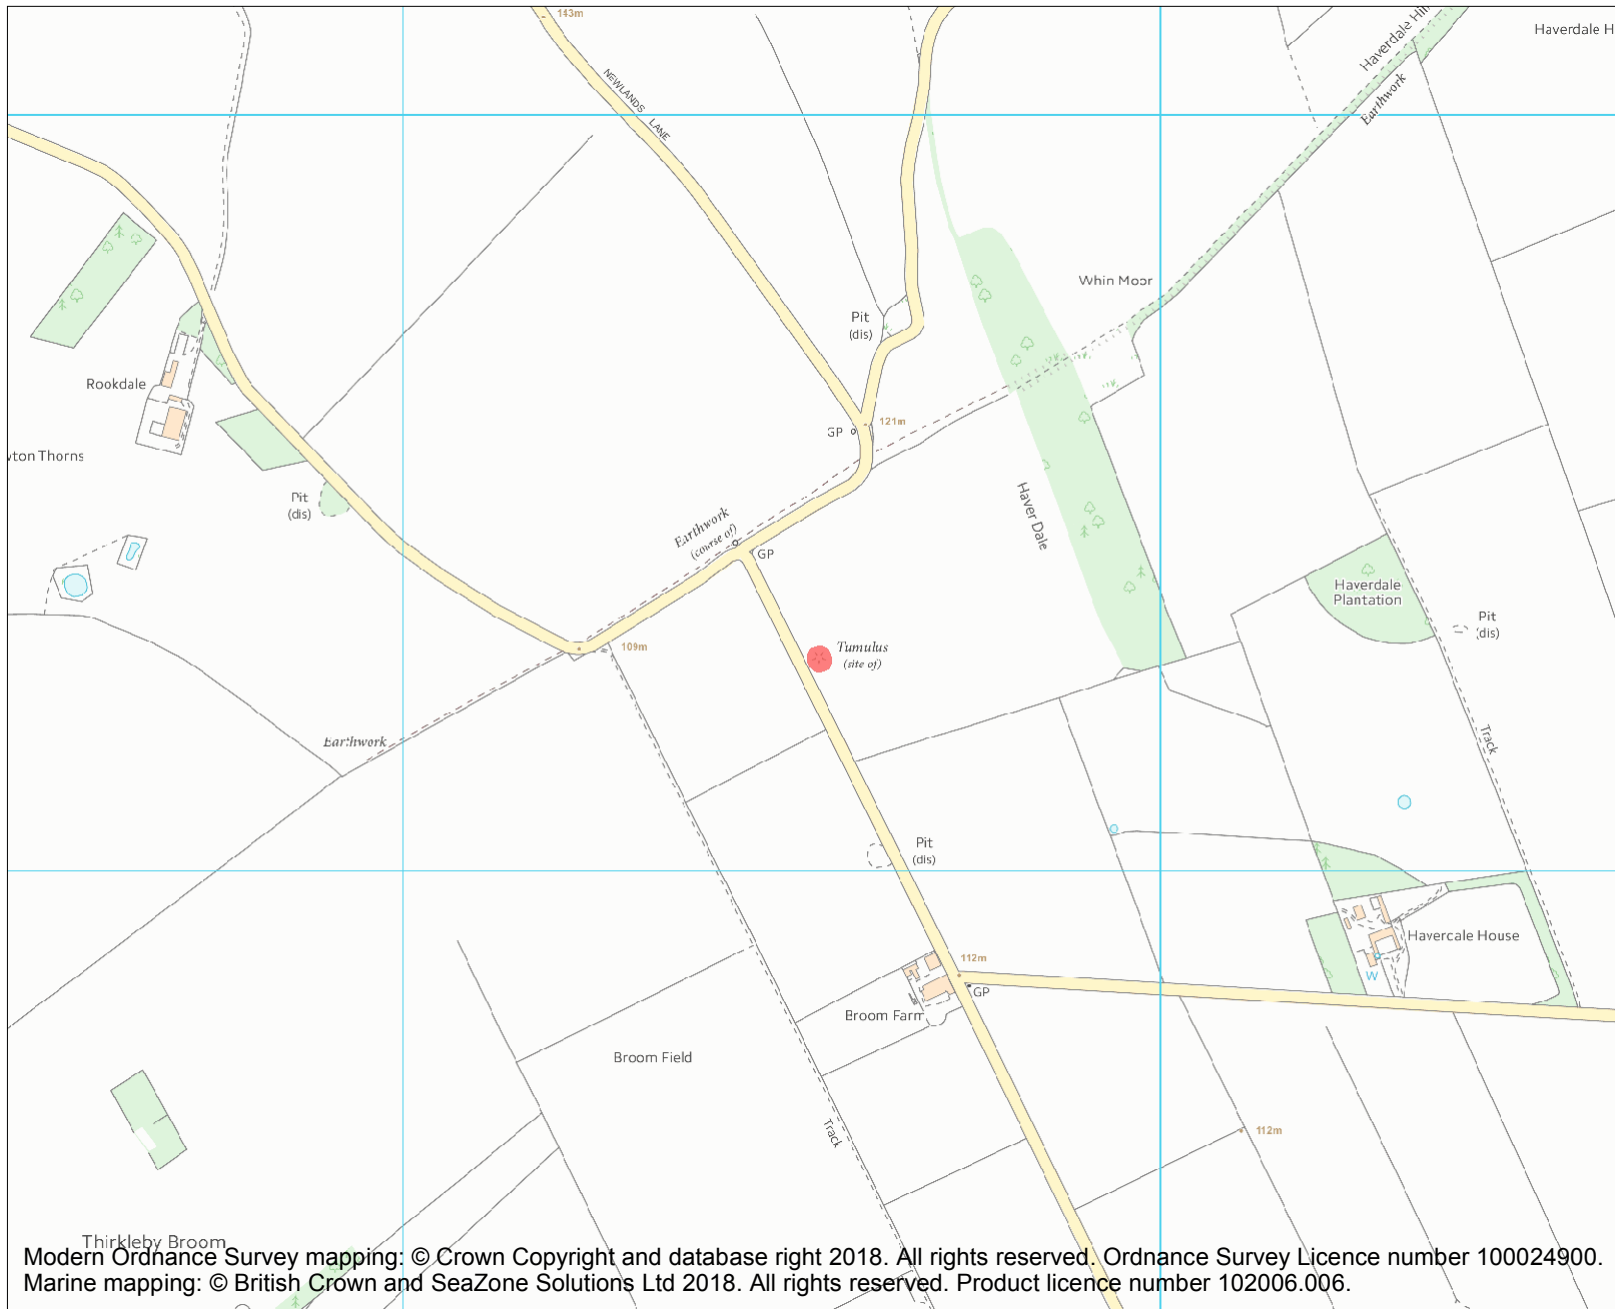 143m
Haverdale Hill
Haverdale H
NEWLANDS LANE
Earthwork
Whin Moor
Pit
(dis)
Rookdale
121m
GP
wton Thorns
Pit
(dis)
Haver Dale
Earthwork
(course of)
GP
Haverdale
Plantation
Pit
(dis)
109m
Tumulus
(site of)
Earthwork
Track
Pit
(dis)
Havercale House
112m
W
GP
Broom Farm
Broom Field
Track
112m
Thirkleby Broom
Modern Ordnance Survey mapping: © Crown Copyright and database right 2018. All rights reserved. Ordnance Survey Licence number 100024900.
Marine mapping: © British Crown and SeaZone Solutions Ltd 2018. All rights reserved. Product licence number 102006.006.